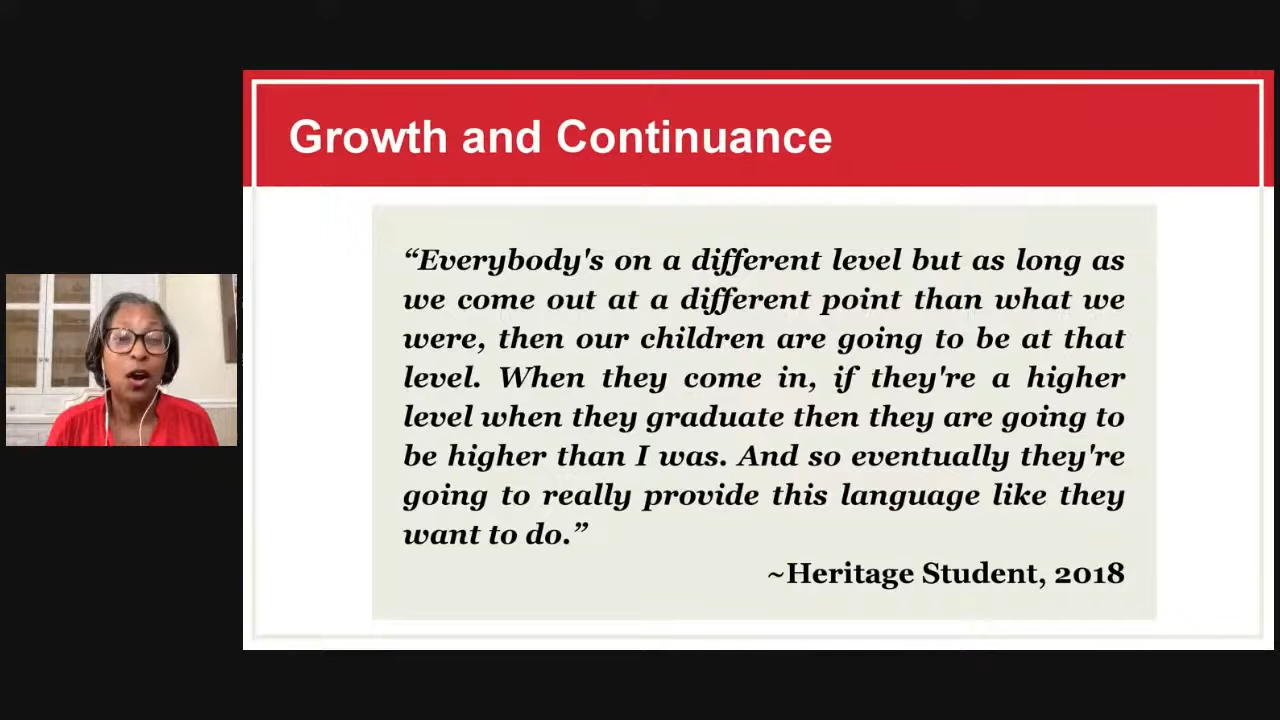 Growth and Continuance
“Everybody's on a different level but as long as
we come out at a different point than what we
were, then our children are going to be at that
level. When they come in, if they're a higher
level when they graduate then they are going to
be higher than I was. And so eventually they're
going to really provide this language like they
want to do.”
~Heritage Student, 2018